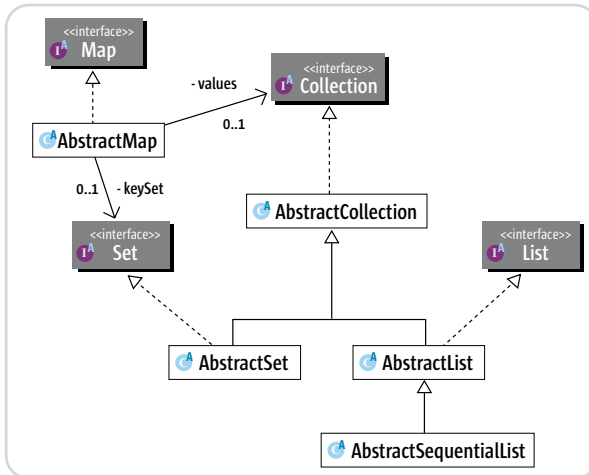 <<interface>>
I A Map
- values
<<interface>>
I A Collection
0..1
C A AbstractMap
0..1 - keySet
C A AbstractCollection
<<interface>>
I A Set
<<interface>>
I A List
C A AbstractSet
C A AbstractList
C A AbstractSequentialList